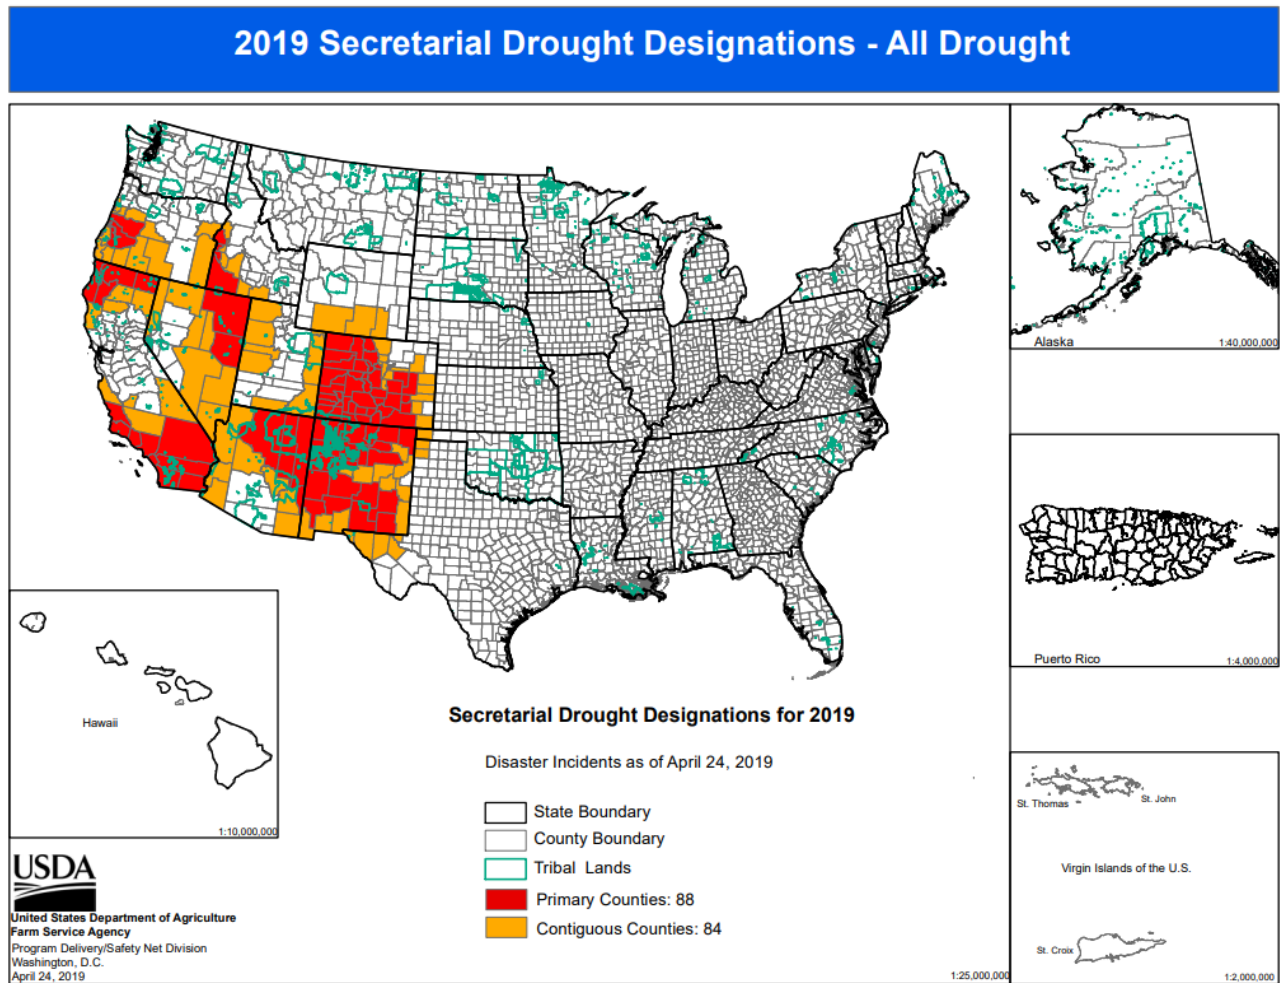 2019 Secretarial Drought Designations - All Drought
Alaska
1:40,000,000
Puerto Rico
1:4,000,000
Hawaii
1:10,000,000
Secretarial Drought Designations for 2019
Disaster Incidents as of April 24, 2019
State Boundary
County Boundary
Tribal Lands
Primary Counties: 88
Contiguous Counties: 84
1:25,000,000
St. Thomas
St. John
Virgin Islands of the U.S.
St. Croix
1:2,000,000
USDA
United States Department of Agriculture
Farm Service Agency
Program Delivery/Safety Net Division
Washington, D.C.
April 24, 2019